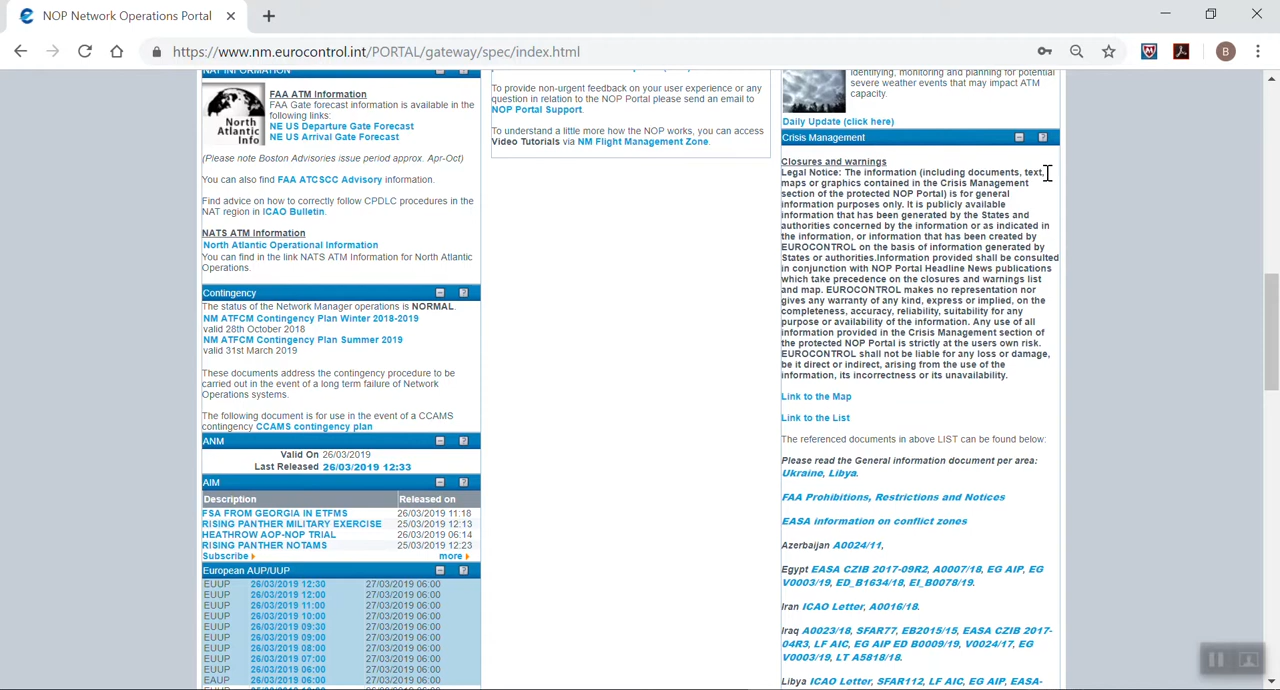 NOP Network Operations Portal
https://www.nm.eurocontrol.int/PORTAL/gateway/spec/index.html
B
NAT INFORMATION
North
Atlantic
Info
FAA ATM Information
FAA Gate forecast information is available in the
following links:
NE US Departure Gate Forecast
NE US Arrival Gate Forecast
(Please note Boston Advisories issue period approx. Apr-Oct)
You can also find FAA ATCSCC Advisory information.
Find advice on how to correctly follow CPDLC procedures in the
NAT region in ICAO Bulletin.
NATS ATM Information
North Atlantic Operational Information
You can find in the link NATS ATM Information for North Atlantic
Operations.
Contingency
The status of the Network Manager operations is NORMAL.
NM ATFCM Contingency Plan Winter 2018-2019
valid 28th October 2018
NM ATFCM Contingency Plan Summer 2019
valid 31st March 2019
These documents address the contingency procedure to be
carried out in the event of a long term failure of Network
Operations systems.
The following document is for use in the event of a CCAMS
contingency CCAMS contingency plan
ANM
Valid On 26/03/2019
Last Released 26/03/2019 12:33
AIM
Description Released on
FSA FROM GEORGIA IN ETFMS 26/03/2019 11:18
RISING PANTHER MILITARY EXERCISE 25/03/2019 12:13
HEATHROW AOP-NOP TRIAL 26/03/2019 06:14
RISING PANTHER NOTAMS 25/03/2019 12:23
Subscribe more
European AUP/UUP
EUUP 26/03/2019 12:30 27/03/2019 06:00
EUUP 26/03/2019 12:00 27/03/2019 06:00
EUUP 26/03/2019 11:00 27/03/2019 06:00
EUUP 26/03/2019 10:00 27/03/2019 06:00
EUUP 26/03/2019 09:30 27/03/2019 06:00
EUUP 26/03/2019 09:00 27/03/2019 06:00
EUUP 26/03/2019 08:00 27/03/2019 06:00
EUUP 26/03/2019 07:00 27/03/2019 06:00
EUUP 26/03/2019 06:00 27/03/2019 06:00
EAUP 26/03/2019 06:00 27/03/2019 06:00
To provide non-urgent feedback on your user experience or any
question in relation to the NOP Portal please send an email to
NOP Portal Support.
To understand a little more how the NOP works, you can access
Video Tutorials via NM Flight Management Zone.
identifying, monitoring and planning for potential
severe weather events that may impact ATM
capacity.
Daily Update (click here)
Crisis Management
Closures and warnings
Legal Notice: The information (including documents, text,
maps or graphics contained in the Crisis Management
section of the protected NOP Portal) is for general
information purposes only. It is publicly available
information that has been generated by the States and
authorities concerned by the information or as indicated in
the information, or information that has been created by
EUROCONTROL on the basis of information generated by
States or authorities.Information provided shall be consulted
in conjunction with NOP Portal Headline News publications
which take precedence on the closures and warnings list
and map. EUROCONTROL makes no representation nor
gives any warranty of any kind, express or implied, on the
completeness, accuracy, reliability, suitability for any
purpose or availability of the information. Any use of all
information provided in the Crisis Management section of
the protected NOP Portal is strictly at the users own risk.
EUROCONTROL shall not be liable for any loss or damage,
be it direct or indirect, arising from the use of the
information, its incorrectness or its unavailability.
Link to the Map
Link to the List
The referenced documents in above LIST can be found below:
Please read the General information document per area:
Ukraine, Libya.
FAA Prohibitions, Restrictions and Notices
EASA information on conflict zones
Azerbaijan A0024/11,
Egypt EASA CZIB 2017-09R2, A0007/18, EG AIP, EG
V0003/19, ED_B1634/18, EI_B0078/19.
Iran ICAO Letter, A0016/18.
Iraq A0023/18, SFAR77, EB2015/15, EASA CZIB 2017-
04R3, LF AIC, EG AIP ED B0009/19, V0024/17, EG
V0003/19, LT A5818/18.
Libya ICAO Letter, SFAR112, LF AIC, EG AIP, EASA-